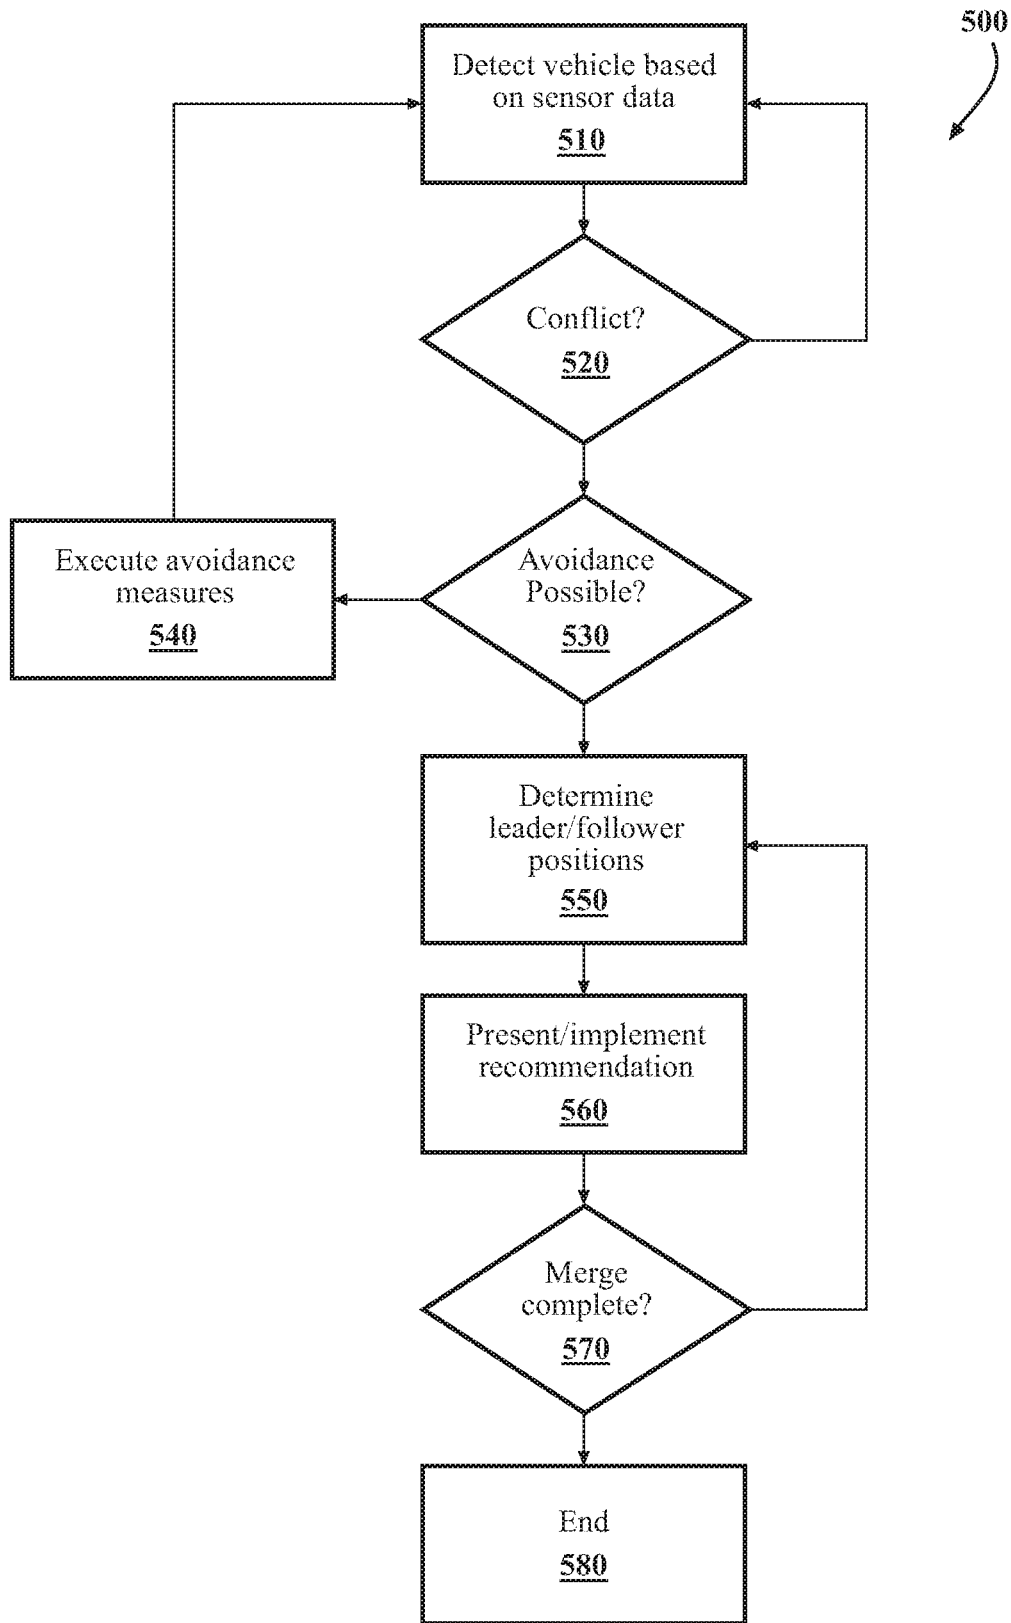 500
Detect vehicle based
on sensor data
510
Conflict?
520
Avoidance
Possible?
530
Execute avoidance
measures
540
Determine
leader/follower
positions
550
Present/implement
recommendation
560
Merge
complete?
570
End
580